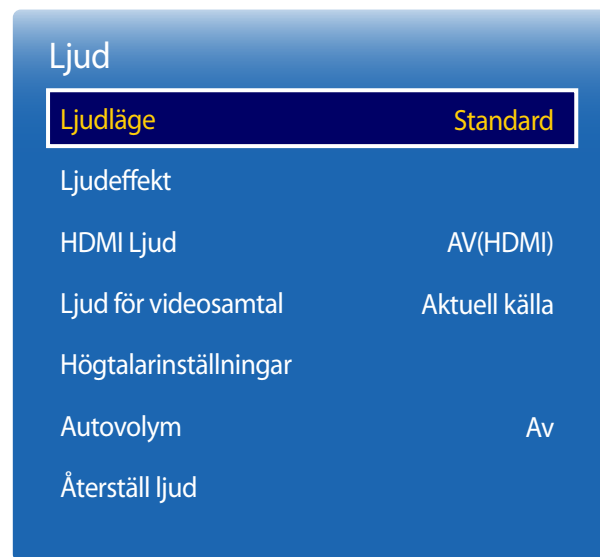 Ljud
Ljudläge Standard
Ljudeffekt
HDMI Ljud AV(HDMI)
Ljud för videosamtal Aktuell källa
Högtalarinställningar
Autovolym Av
Återställ ljud